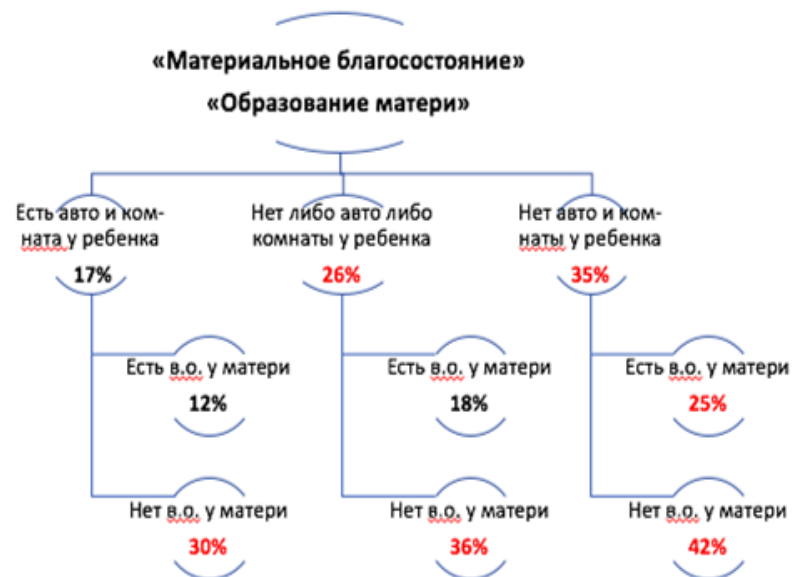 «Материальное благосостояние»
«Образование матери»
Есть авто и ком-
ната у ребенка
17%
Нет либо авто либо
комнаты у ребенка
26%
Нет авто и ком-
наты у ребенка
35%
Есть в.о. у матери
12%
Есть в.о. у матери
18%
Есть в.о. у матери
25%
Нет в.о. у матери
30%
Нет в.о. у матери
36%
Нет в.о. у матери
42%